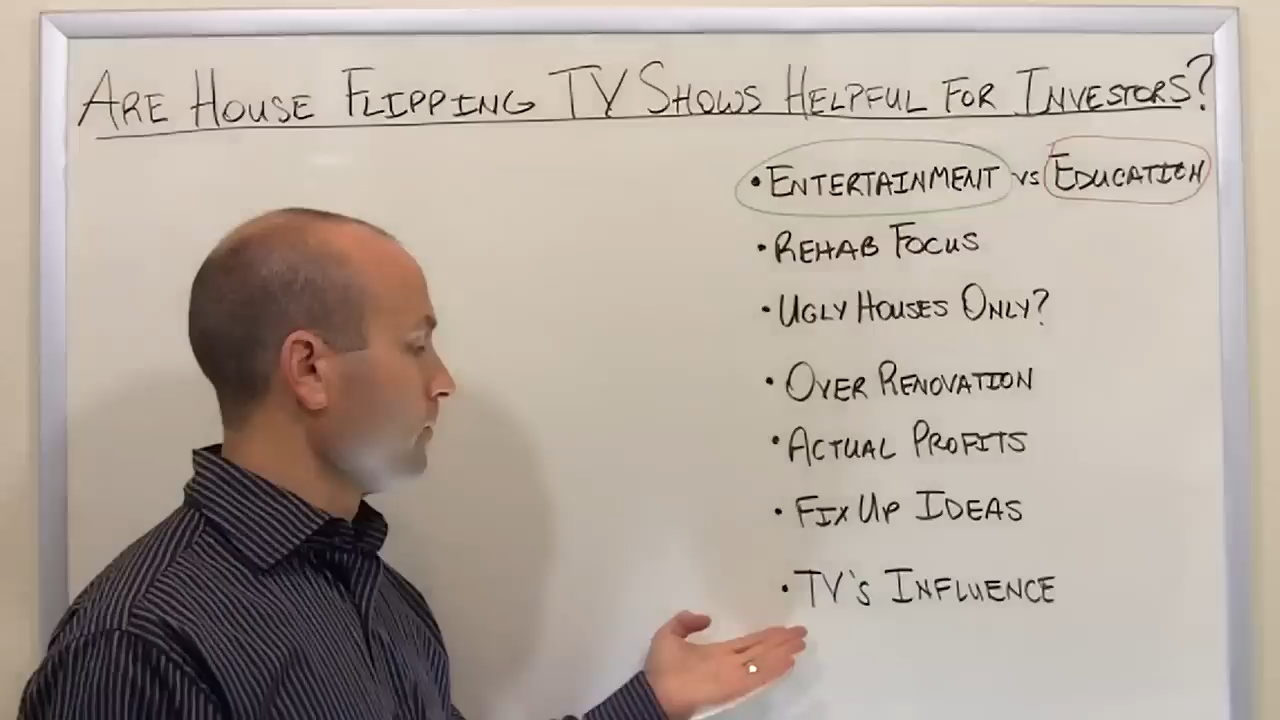 ARE HOUSE FLIPPING TV SHOWS HELPFUL FOR INVESTORS?
• ENTERTAINMENT VS EDUCATION
• REHAB FOCUS
• UGLY HOUSES ONLY?
• OVER RENOVATION
• ACTUAL PROFITS
• FIX UP IDEAS
• TV'S INFLUENCE